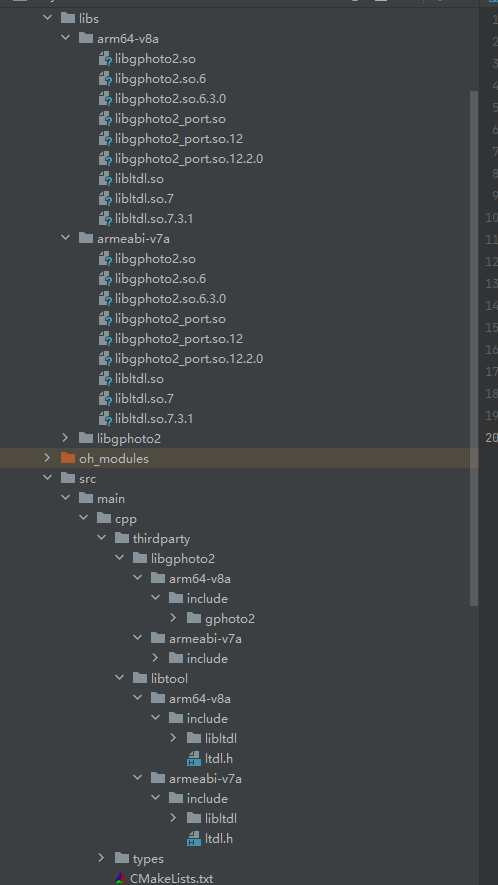 libs
arm64-v8a
libgphoto2.so
libgphoto2.so.6
libgphoto2.so.6.3.0
libgphoto2_port.so
libgphoto2_port.so.12
libgphoto2_port.so.12.2.0
libltdl.so
libltdl.so.7
libltdl.so.7.3.1
armeabi-v7a
libgphoto2.so
libgphoto2.so.6
libgphoto2.so.6.3.0
libgphoto2_port.so
libgphoto2_port.so.12
libgphoto2_port.so.12.2.0
libltdl.so
libltdl.so.7
libltdl.so.7.3.1
libgphoto2
oh_modules
src
main
cpp
thirdparty
libgphoto2
arm64-v8a
include
gphoto2
armeabi-v7a
include
libtool
arm64-v8a
include
libltdl
ltdl.h
armeabi-v7a
include
libltdl
ltdl.h
types
CMakeLists.txt
1
2
3
4
5
6
7
8
9
10
11
12
13
14
15
16
17
18
19
20